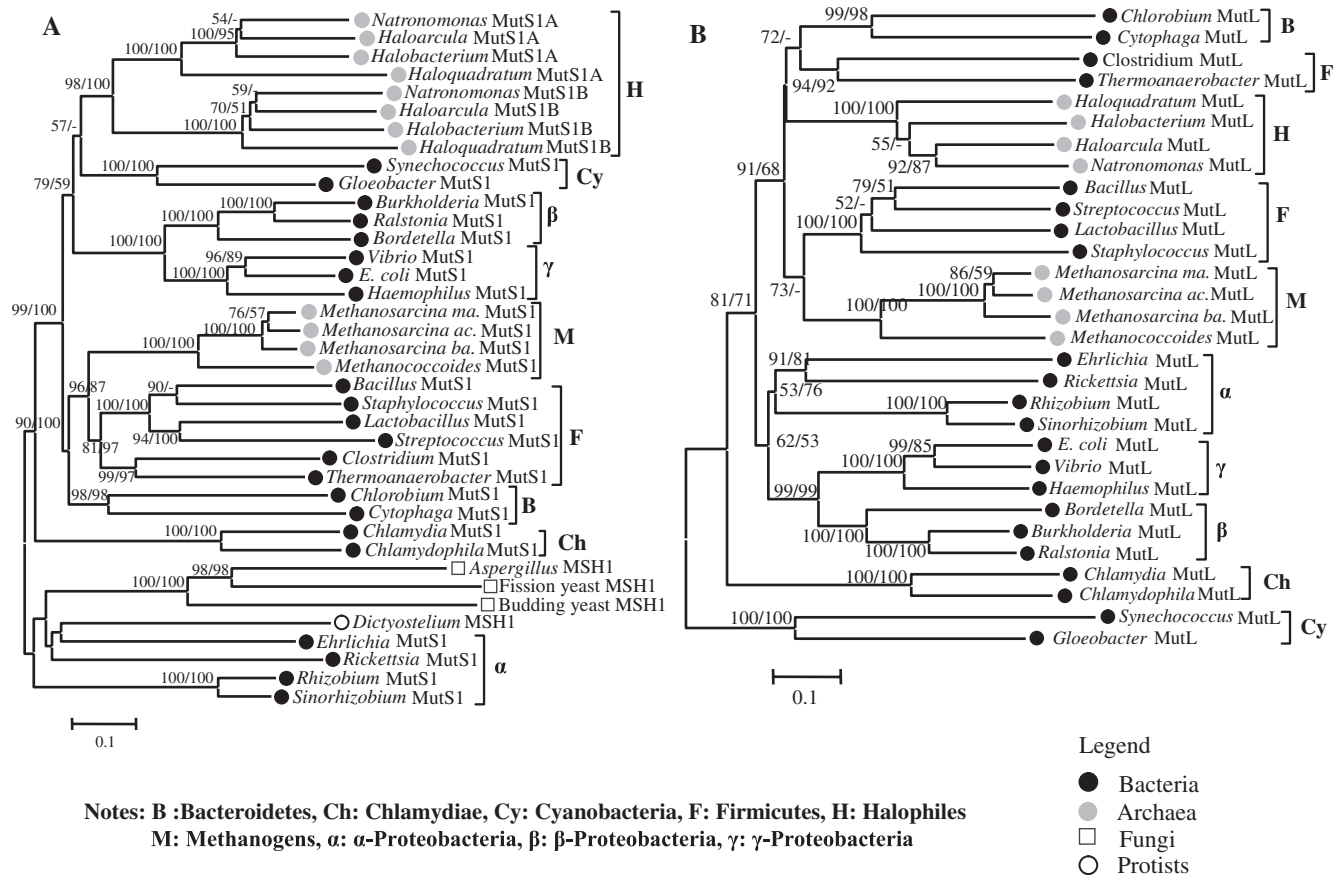 A
54/-
Natronomonas MutS1A
100/95
Haloarcula MutS1A
100/100
Halobacterium MutS1A
Haloquadratum MutS1A
H
98/100
59/-
Natronomonas MutS1B
70/51
Haloarcula MutS1B
100/100
Halobacterium MutS1B
Haloquadratum MutS1B
57/-
100/100
Synechococcus MutS1
Gloeobacter MutS1
Cy
79/59
100/100
Burkholderia MutS1
100/100
Ralstonia MutS1
Bordetella MutS1
β
100/100
96/89
Vibrio MutS1
100/100
E. coli MutS1
Haemophilus MutS1
γ
99/100
76/57
Methanosarcina ma. MutS1
100/100
Methanosarcina ac. MutS1
100/100
Methanosarcina ba. MutS1
Methanococcoides MutS1
M
96/87
90/-
Bacillus MutS1
100/100
Staphylococcus MutS1
Lactobacillus MutS1
94/100
Streptococcus MutS1
F
90/100
81/97
Clostridium MutS1
99/97
Thermoanaerobacter MutS1
98/98
Chlorobium MutS1
Cytophaga MutS1
B
100/100
Chlamydia MutS1
Chlamydophila MutS1
Ch
98/98
Aspergillus MSH1
100/100
Fission yeast MSH1
Budding yeast MSH1
Dictyostelium MSH1
Ehrlichia MutS1
Rickettsia MutS1
α
100/100
Rhizobium MutS1
Sinorhizobium MutS1
0.1
B
99/98
Chlorobium MutL
Cytophaga MutL
B
72/-
Clostridium MutL
94/92
Thermoanaerobacter MutL
F
100/100
Haloquadratum MutL
Halobacterium MutL
55/-
Haloarcula MutL
92/87
Natronomonas MutL
H
91/68
79/51
Bacillus MutL
52/-
Streptococcus MutL
100/100
Lactobacillus MutL
Staphylococcus MutL
F
73/-
86/59
Methanosarcina ma. MutL
100/100
Methanosarcina ac. MutL
100/100
Methanosarcina ba. MutL
Methanococcoides MutL
M
81/71
91/81
Ehrlichia MutL
53/76
Rickettsia MutL
100/100
Rhizobium MutL
Sinorhizobium MutL
α
62/53
99/85
E. coli MutL
100/100
Vibrio MutL
Haemophilus MutL
γ
99/99
Bordetella MutL
100/100
Burkholderia MutL
100/100
Ralstonia MutL
β
100/100
Chlamydia MutL
Chlamydophila MutL
Ch
100/100
Synechococcus MutL
Gloeobacter MutL
Cy
0.1
Legend
Bacteria
Archaea
Fungi
Protists
Notes: B :Bacteroidetes, Ch: Chlamydiae, Cy: Cyanobacteria, F: Firmicutes, H: Halophiles
M: Methanogens, α: α-Proteobacteria, β: β-Proteobacteria, γ: γ-Proteobacteria